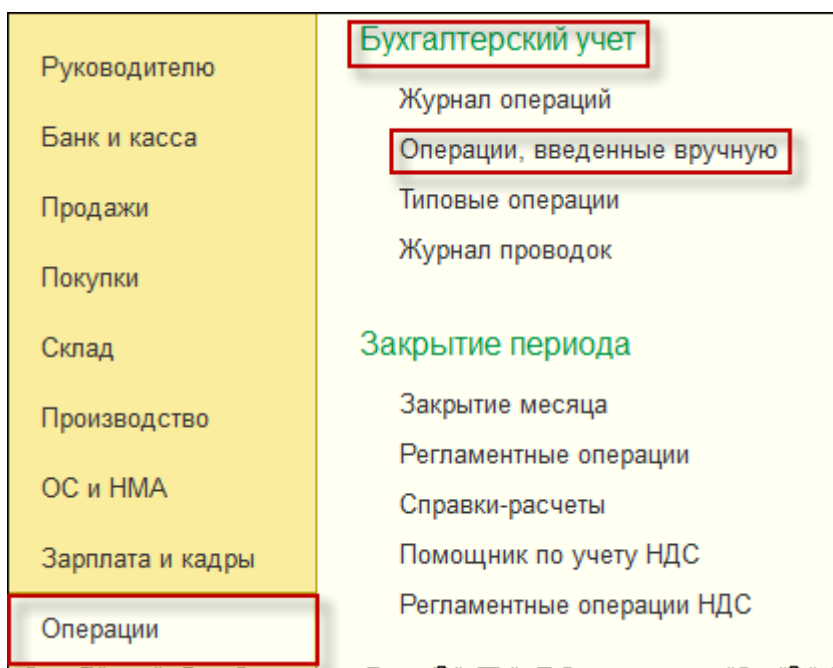 Руководителю
Банк и касса
Продажи
Покупки
Склад
Производство
ОС и НМА
Зарплата и кадры
Операции
Бухгалтерский учет
Журнал операций
Операции, введенные вручную
Типовые операции
Журнал проводок
Закрытие периода
Закрытие месяца
Регламентные операции
Справки-расчеты
Помощник по учету НДС
Регламентные операции НДС